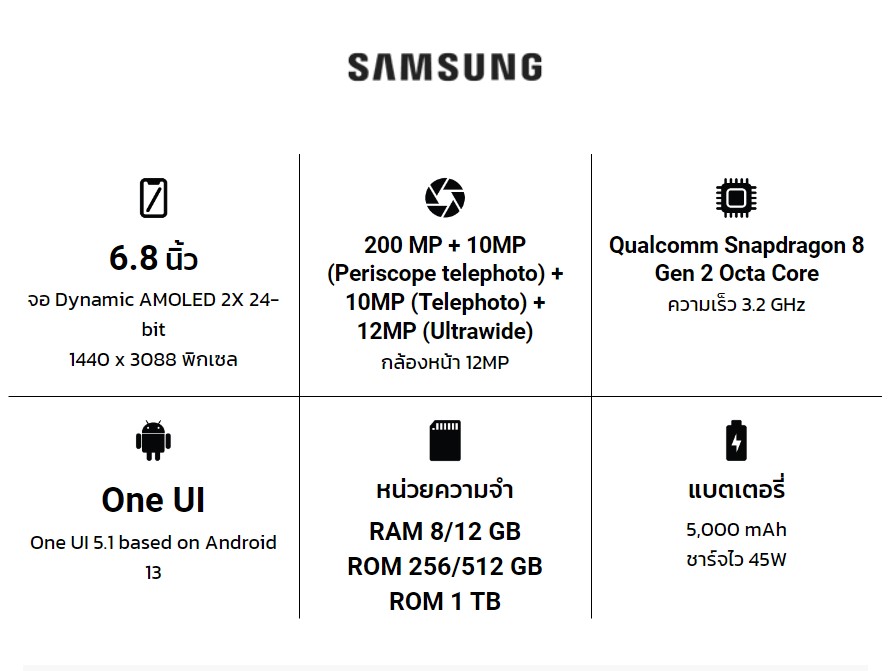 SAMSUNG
6.8 นิ้ว
จอ Dynamic AMOLED 2X 24-
bit
1440 x 3088 พิกเซล
200 MP + 10MP
(Periscope telephoto) +
10MP (Telephoto) +
12MP (Ultrawide)
กล้องหน้า 12MP
Qualcomm Snapdragon 8
Gen 2 Octa Core
ความเร็ว 3.2 GHz
One UI
One UI 5.1 based on Android
13
หน่วยความจำ
RAM 8/12 GB
ROM 256/512 GB
ROM 1 TB
แบตเตอรี่
5,000 mAh
ชาร์จไว 45W